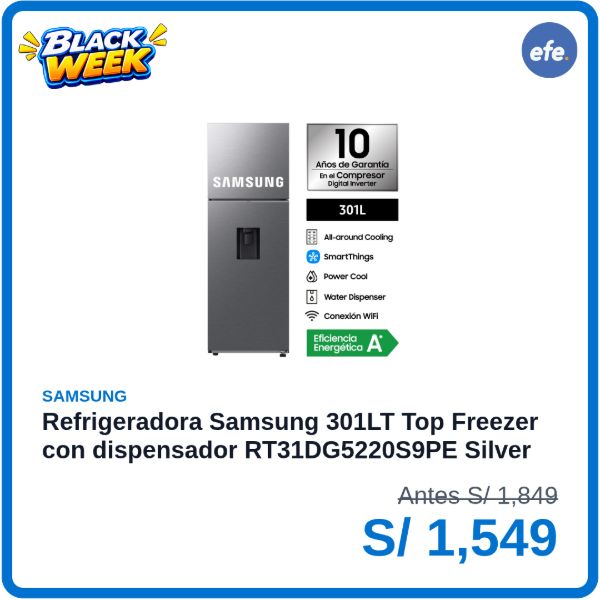 BLACK
WEEK
efe.
SAMSUNG
10
Años de Garantía
En el Compresor
Digital Inverter
301L
All-around Cooling
SmartThings
Power Cool
Water Dispenser
Conexión WiFi
Eficiencia
Energética A*
SAMSUNG
Refrigeradora Samsung 301LT Top Freezer
con dispensador RT31DG5220S9PE Silver
Antes S/ 1,849
S/ 1,549